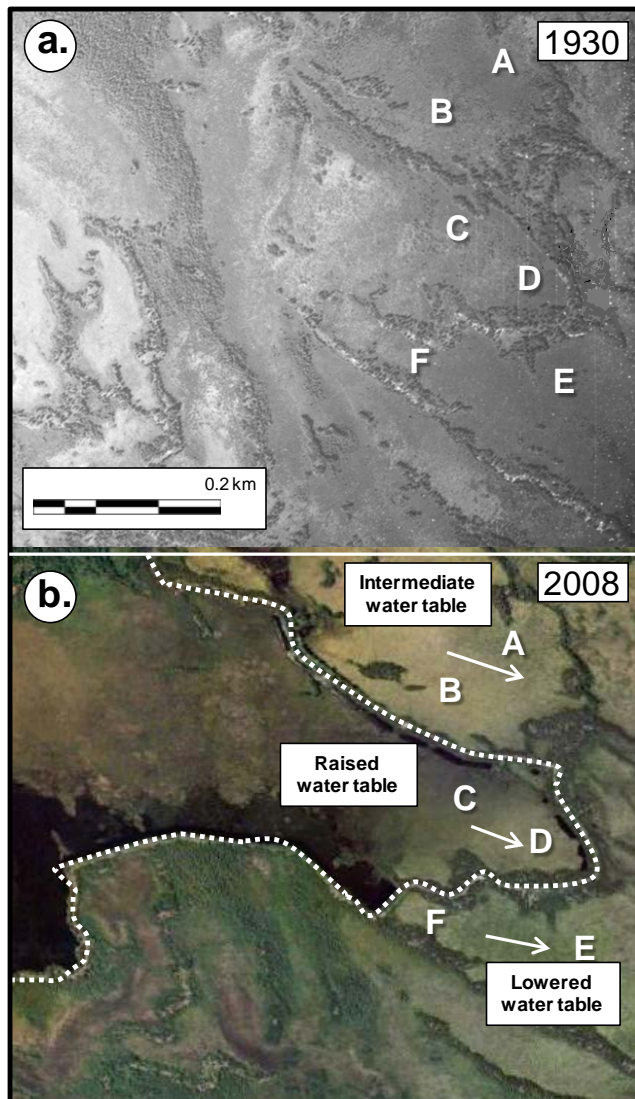 a.
1930
A
B
C
D
F
E
0.2 km
b.
Intermediate
water table
2008
A
B
Raised
water table
C
D
F
E
Lowered
water table